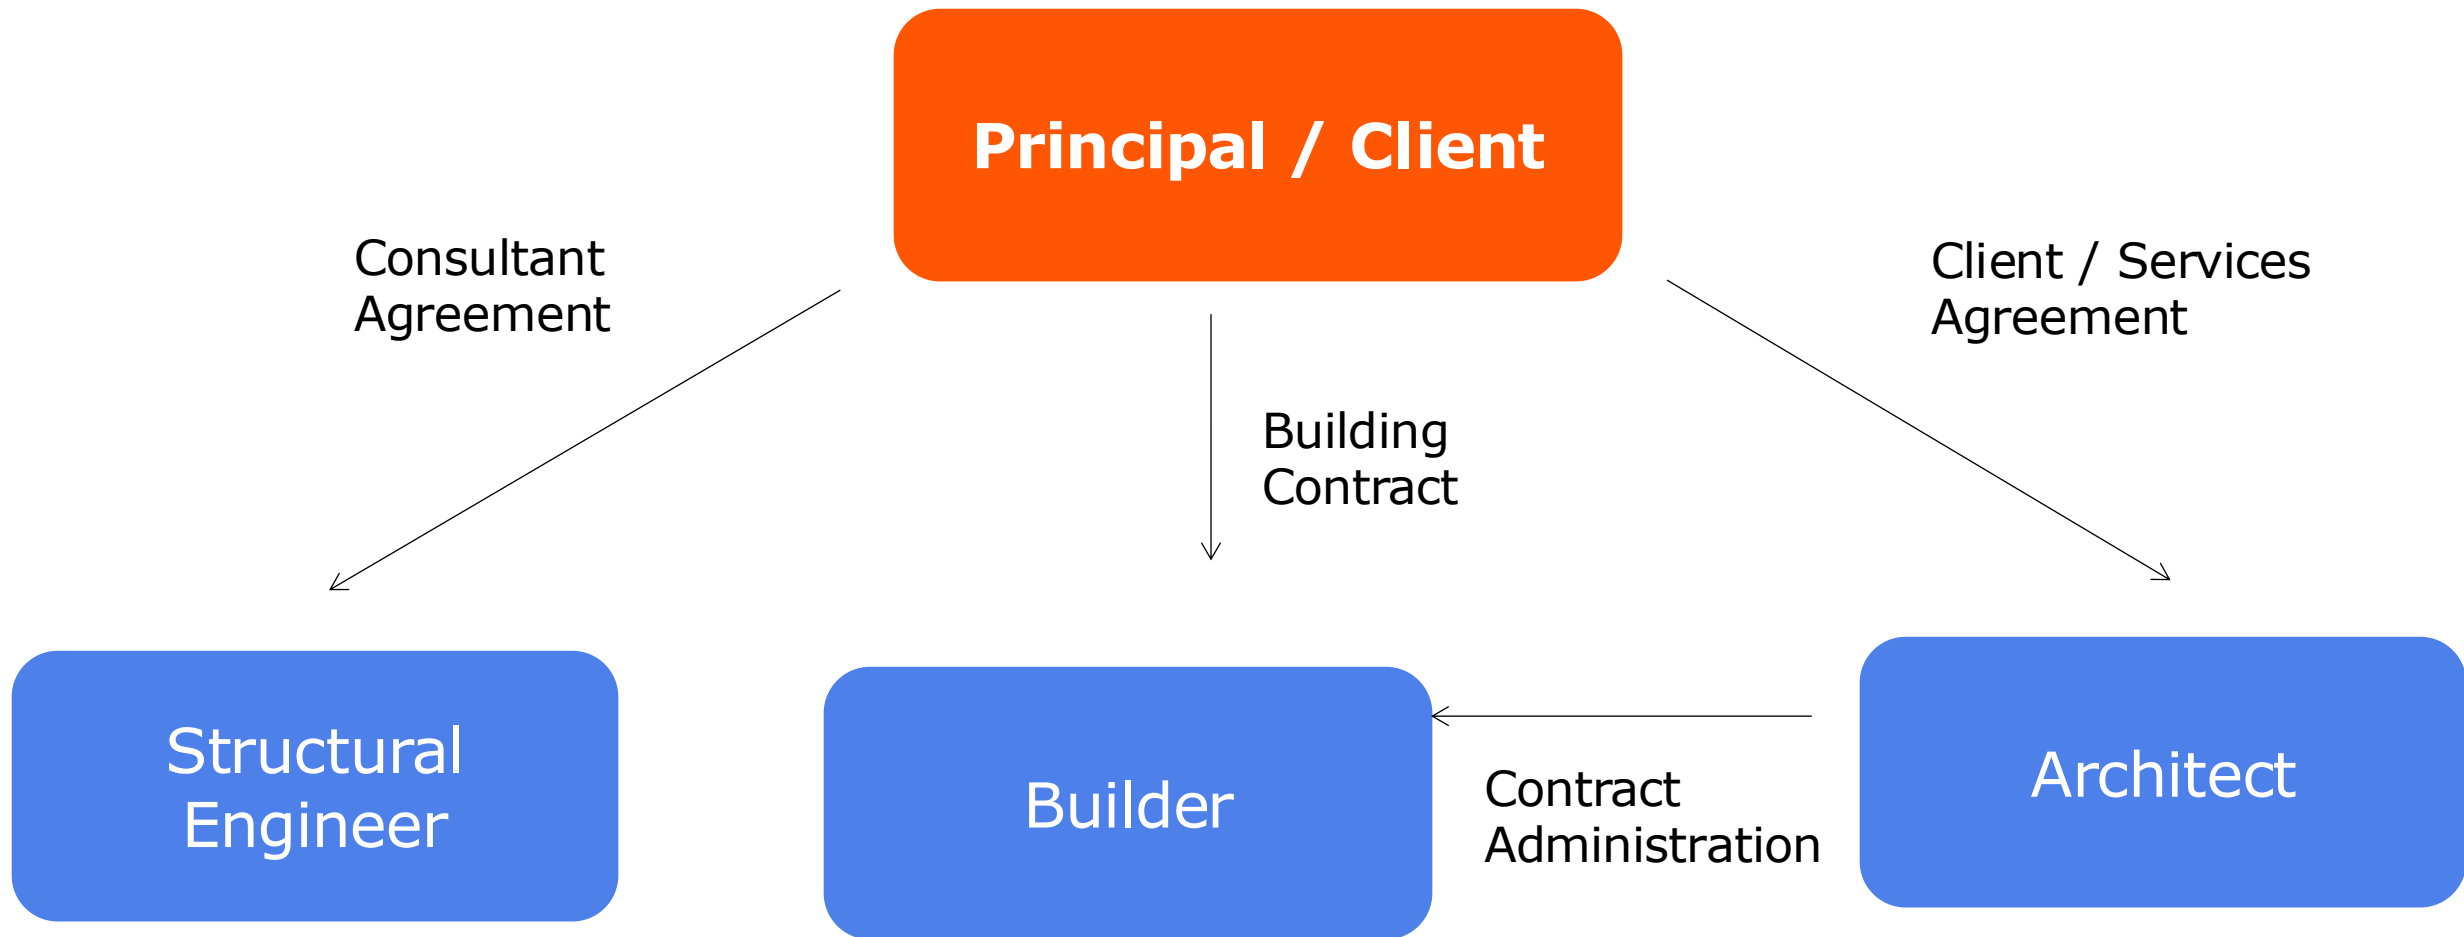 Principal / Client
Consultant
Agreement
Client / Services
Agreement
Building
Contract
Structural
Engineer
Builder
Contract
Administration
Architect